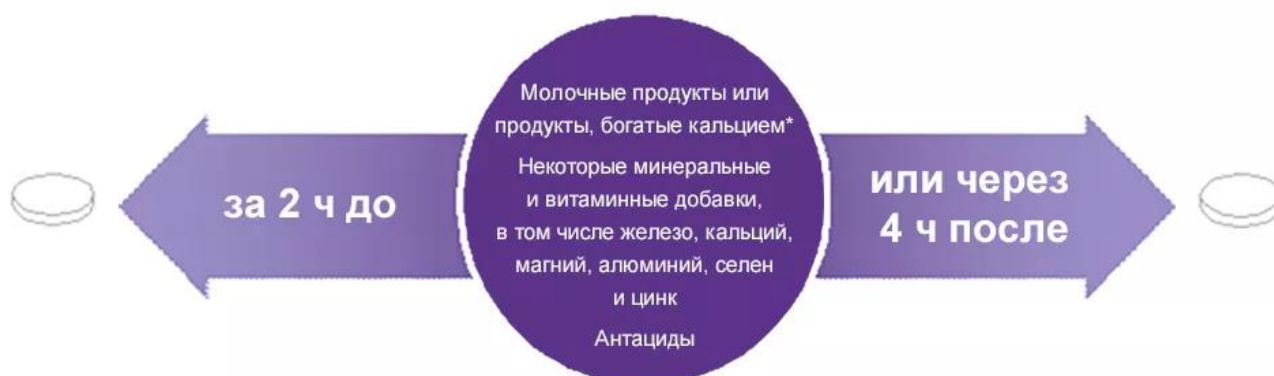 за 2 ч до
Молочные продукты или
продукты, богатые кальцием*
Некоторые минеральные
и витаминные добавки,
в том числе железо, кальций,
магний, алюминий, селен
и цинк
Антациды
или через
4 ч после